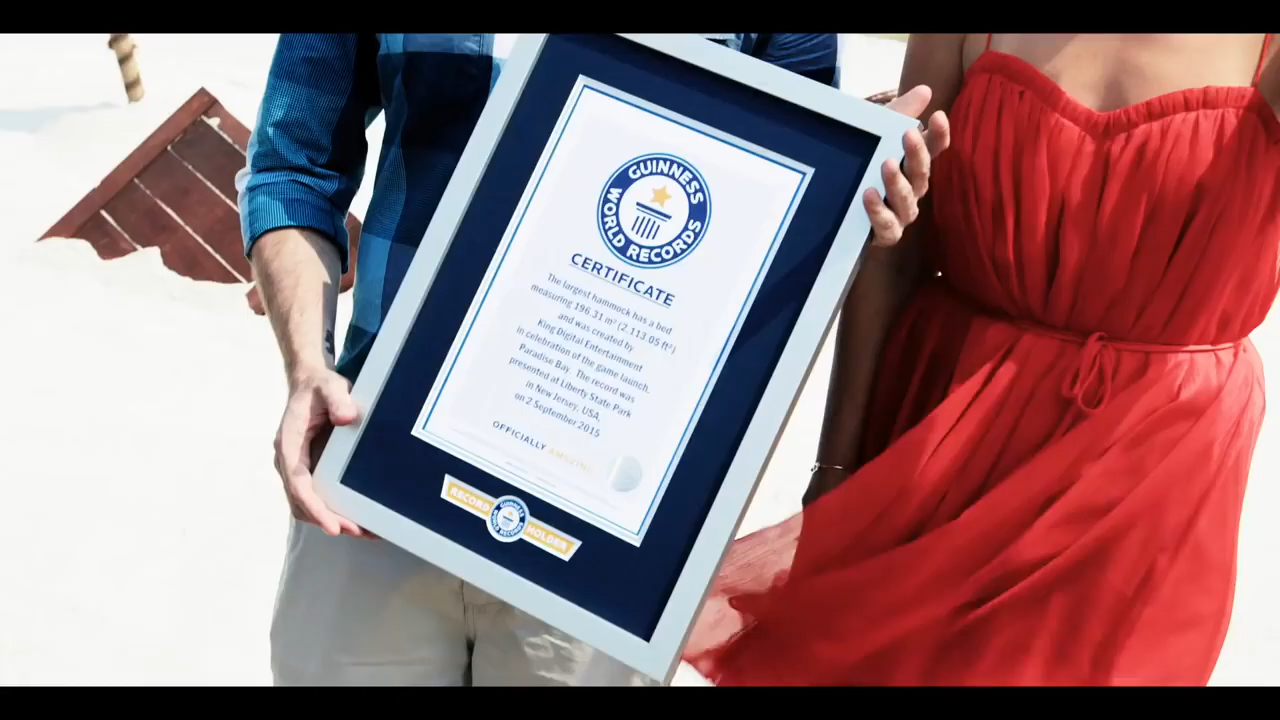 GUINNESS
WORLD RECORDS
CERTIFICATE
The largest hammock has a bed
measuring 196.31 m² (2,113.05 ft²)
and was created by
King Digital Entertainment
in celebration of the game launch,
Paradise Bay. The record was
presented at Liberty State Park
in New Jersey, USA,
on 2 September 2015
OFFICIALLY AMAZING
RECORD HOLDER